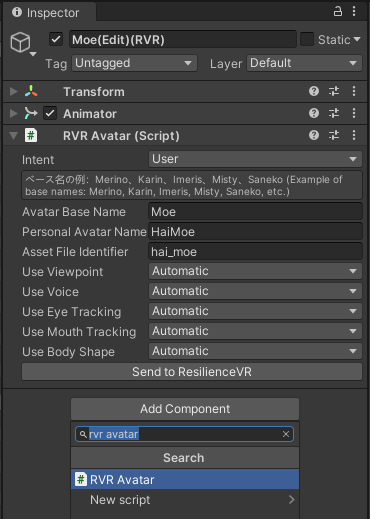 Inspector
Moe(Edit)(RVR)
Static
Tag Untagged Layer Default
Transform
Animator
# RVR Avatar (Script)
Intent User
ベース名の例：Merino、Karin、Imeris、Misty、Saneko (Example of
base names: Merino, Karin, Imeris, Misty, Saneko, etc.)
Avatar Base Name Moe
Personal Avatar Name HaiMoe
Asset File Identifier hai_moe
Use Viewpoint Automatic
Use Voice Automatic
Use Eye Tracking Automatic
Use Mouth Tracking Automatic
Use Body Shape Automatic
Send to ResilienceVR
Add Component
rvr avatar
Search
# RVR Avatar
New script